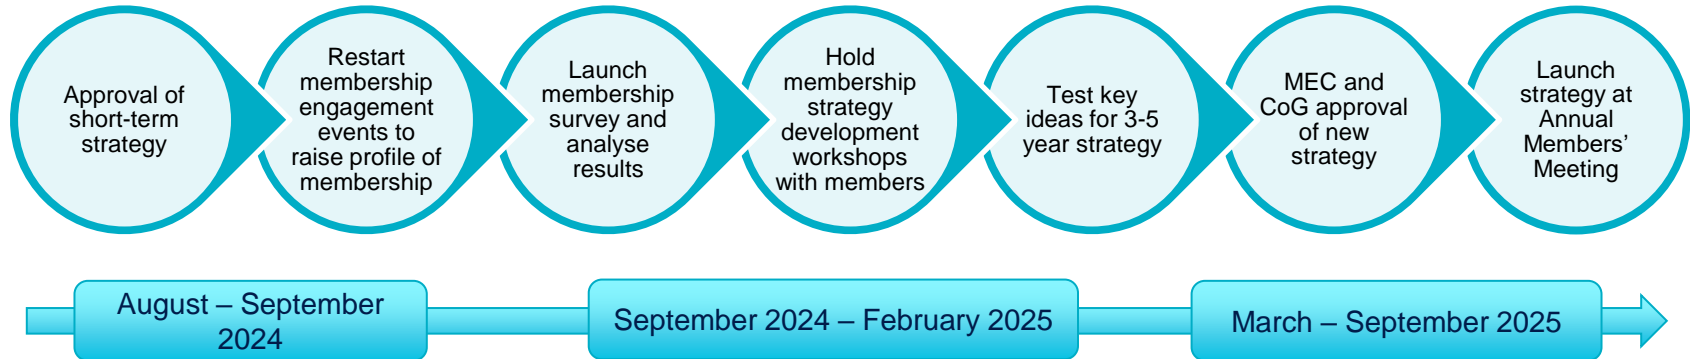 Approval of
short-term
strategy
Restart
membership
engagement
events to
raise profile of
membership
Launch
membership
survey and
analyse
results
Hold
membership
strategy
development
workshops
with members
Test key
ideas for 3-5
year strategy
MEC and
CoG approval
of new
strategy
Launch
strategy at
Annual
Members’
Meeting
August – September
2024
September 2024 – February 2025
March – September 2025